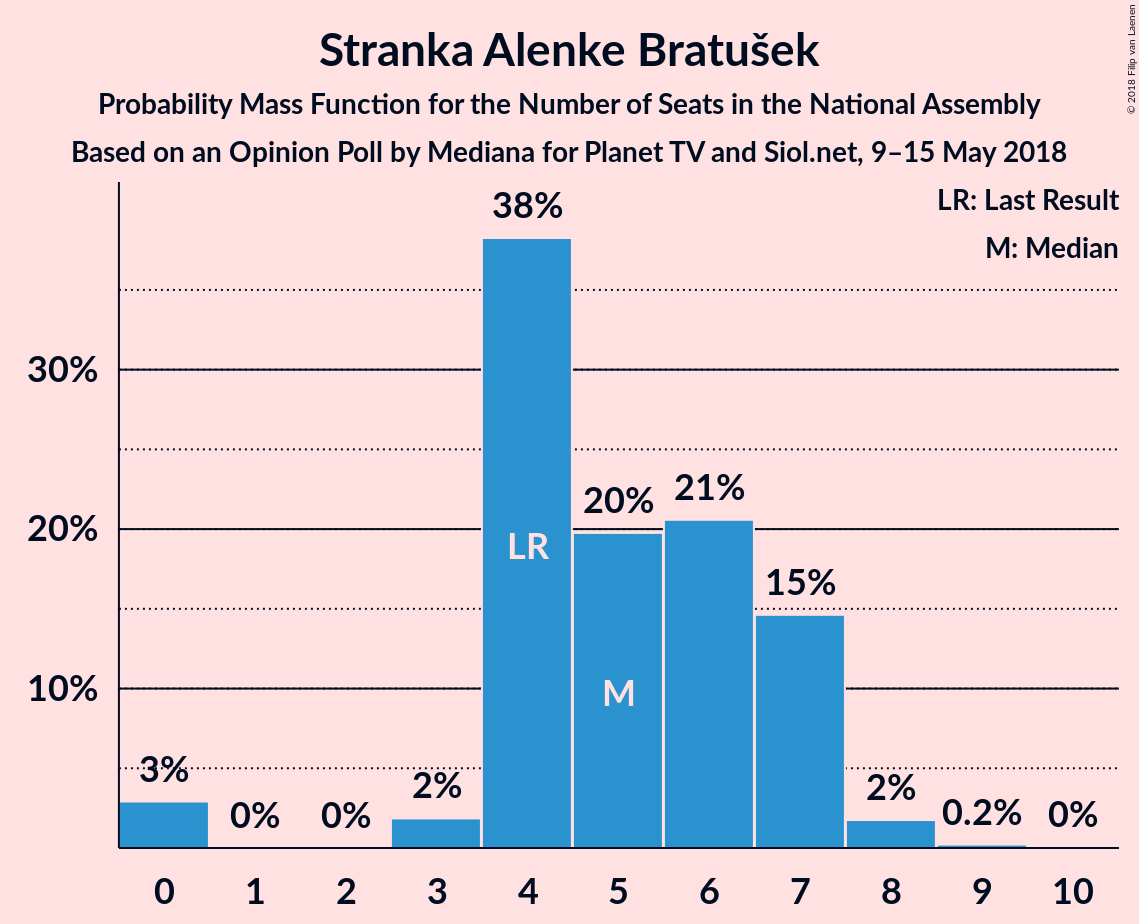 Stranka Alenke Bratušek
Probability Mass Function for the Number of Seats in the National Assembly
Based on an Opinion Poll by Mediana for Planet TV and Siol.net, 9–15 May 2018
© 2018 Filip van Laenen
LR: Last Result
M: Median
38%
30%
20%
21%
20%
LR
15%
M
10%
3%
0%
0%
2%
2%
0.2%
0%
0 1 2 3 4 5 6 7 8 9 10